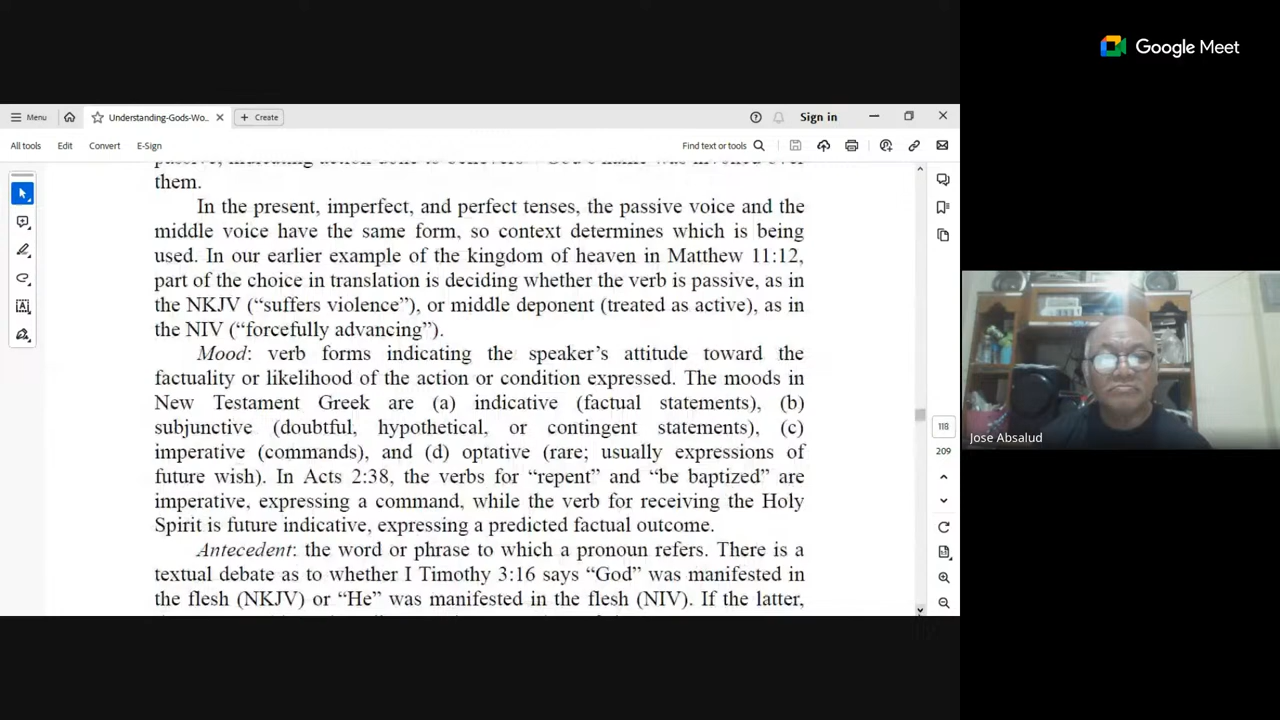 Google Meet
Understanding-Gods-Wo...
Create
Menu
Sign in
All tools
Edit
Convert
E-Sign
Find text or tools
them.
In the present, imperfect, and perfect tenses, the passive voice and the
middle voice have the same form, so context determines which is being
used. In our earlier example of the kingdom of heaven in Matthew 11:12,
part of the choice in translation is deciding whether the verb is passive, as in
the NKJV (“suffers violence”), or middle deponent (treated as active), as in
the NIV (“forcefully advancing”).
Mood: verb forms indicating the speaker’s attitude toward the
factuality or likelihood of the action or condition expressed. The moods in
New Testament Greek are (a) indicative (factual statements), (b)
subjunctive (doubtful, hypothetical, or contingent statements), (c)
imperative (commands), and (d) optative (rare; usually expressions of
future wish). In Acts 2:38, the verbs for “repent” and “be baptized” are
imperative, expressing a command, while the verb for receiving the Holy
Spirit is future indicative, expressing a predicted factual outcome.
Antecedent: the word or phrase to which a pronoun refers. There is a
textual debate as to whether I Timothy 3:16 says “God” was manifested in
the flesh (NKJV) or “He” was manifested in the flesh (NIV). If the latter,
118
209
Jose Absalud